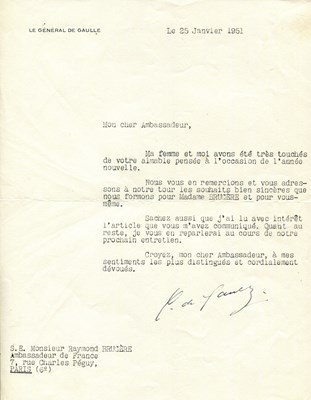 LE GÉNÉRAL DE GAULLE
Le 25 Janvier 1951
Mon cher Ambassadeur,
Ma femme et moi avons été très touchés
de votre aimable pensée à l'occasion de l'année
nouvelle.
Nous vous en remercions et vous adres-
sons à notre tour les souhaits bien sincères que
nous formons pour Madame BRUGÈRE et pour vous-
même.
Sachez aussi que j'ai lu avec intérêt
l'article que vous m'avez communiqué. Quant au
reste, je vous en reparlerai au cours de notre
prochain entretien.
Croyez, mon cher Ambassadeur, à mes
sentiments les plus distingués et cordialement
dévoués.
C. de Gaulle.
S.E. Monsieur Raymond BRUGÈRE
Ambassadeur de France
7, rue Charles Péguy,
PARIS (6°)